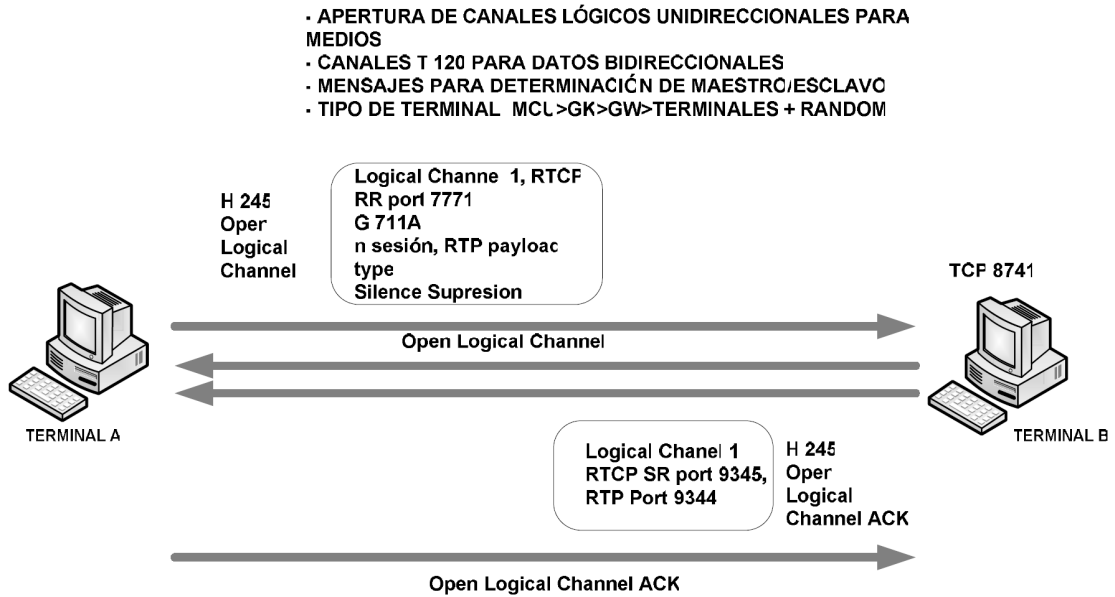 - APERTURA DE CANALES LÓGICOS UNIDIRECCIONALES PARA
MEDIOS
- CANALES T 120 PARA DATOS BIDIRECCIONALES
- MENSAJES PARA DETERMINACIÓN DE MAESTRO/ESCLAVO
- TIPO DE TERMINAL MCU>GK>GW>TERMINALES + RANDOM
H 245
Oper
Logical
Channel
Logical Channe 1, RTCP
RR port 7771
G 711A
n sesión, RTP payload
type
Silence Supresion
TCP 8741
Open Logical Channel
TERMINAL A
TERMINAL B
Logical Chanel 1
RTCP SR port 9345,
RTP Port 9344
H 245
Oper
Logical
Channel ACK
Open Logical Channel ACK